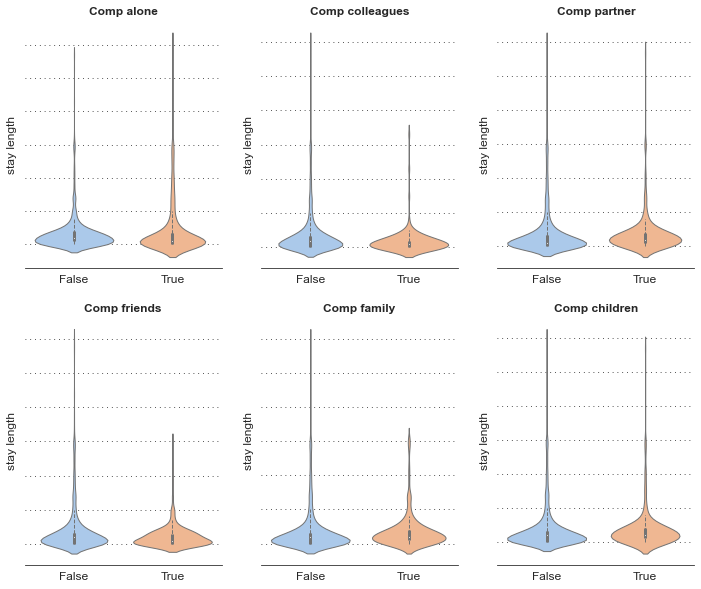 Comp alone
Comp colleagues
Comp partner
stay length
stay length
stay length
False
True
False
True
False
True
Comp friends
Comp family
Comp children
stay length
stay length
stay length
False
True
False
True
False
True